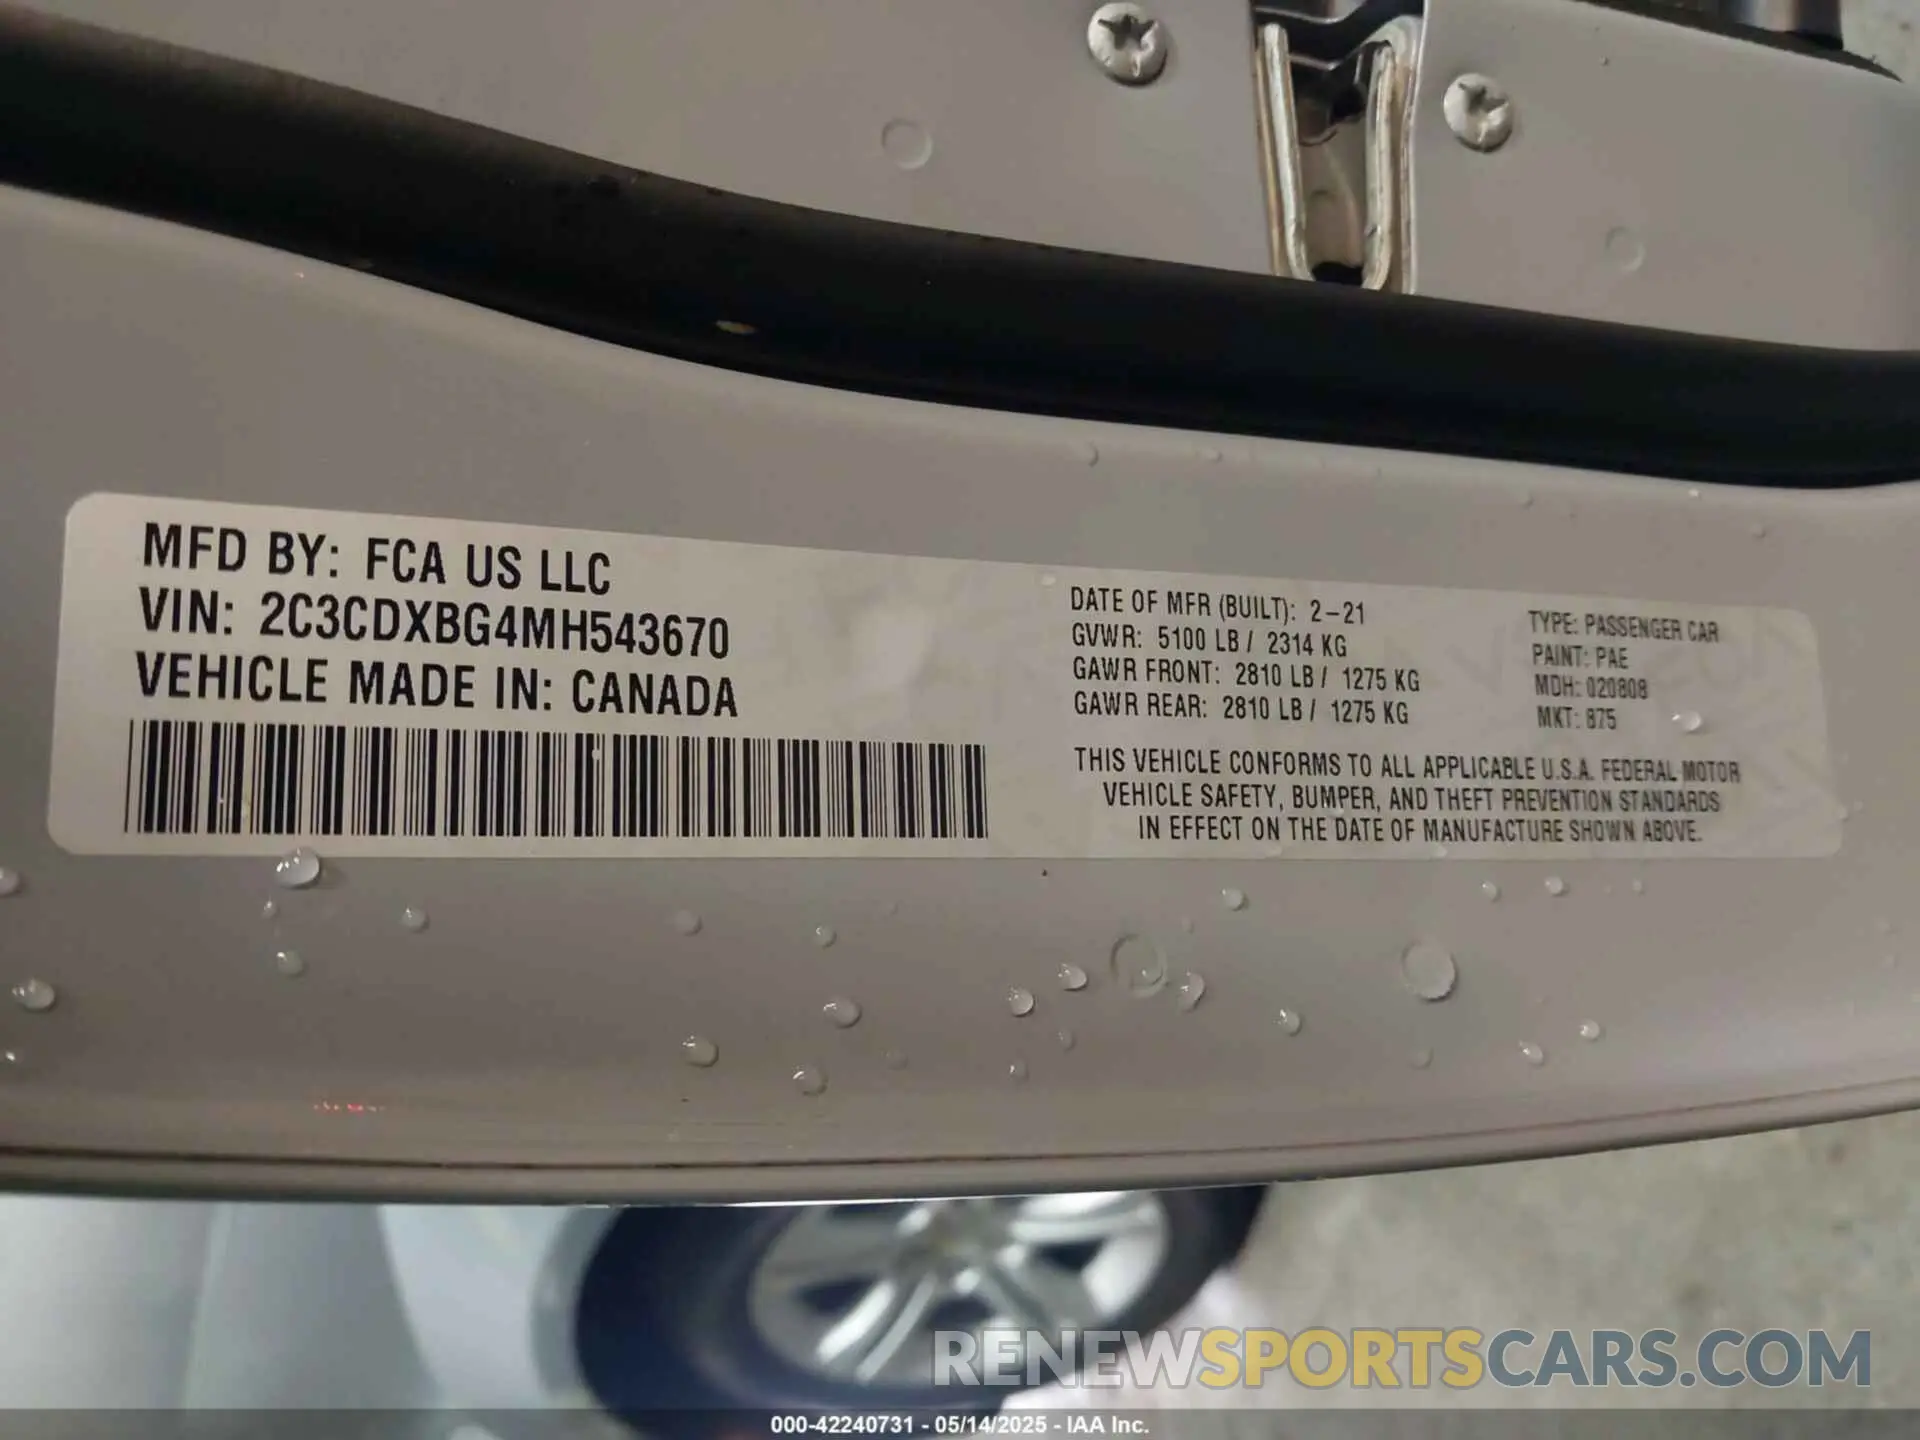 MFD BY: FCA US LLC
VIN: 2C3CDXBG4MH543670
VEHICLE MADE IN: CANADA
DATE OF MFR (BUILT): 2-21
GVWR: 5100 LB / 2314 KG
GAWR FRONT: 2810 LB / 1275 KG
GAWR REAR: 2810 LB / 1275 KG
TYPE: PASSENGER CAR
PAINT: PAE
MDH: 020808
MKT: 875
THIS VEHICLE CONFORMS TO ALL APPLICABLE U.S.A. FEDERAL MOTOR
VEHICLE SAFETY, BUMPER, AND THEFT PREVENTION STANDARDS
IN EFFECT ON THE DATE OF MANUFACTURE SHOWN ABOVE.
RENEWSPORTSCARS.COM
000-42240731 - 05/14/2025 - IAA Inc.